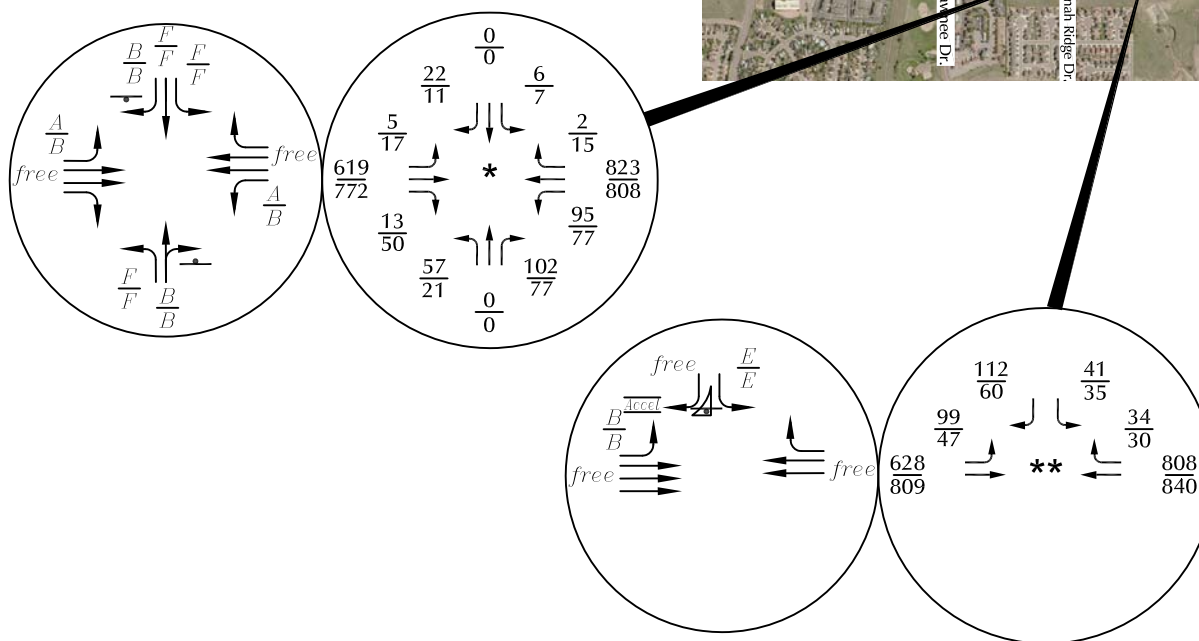 awnee Dr.
nah Ridge Dr.
B
B
F
F
F
F
A
B
free
free
A
B
F
F
B
B
0
0
22
11
6
7
5
17
2
15
619
772
*
823
808
13
50
95
77
57
21
102
77
0
0
free
E
E
Accel
B
B
free
free
112
60
41
35
99
47
34
30
628
809
**
808
840